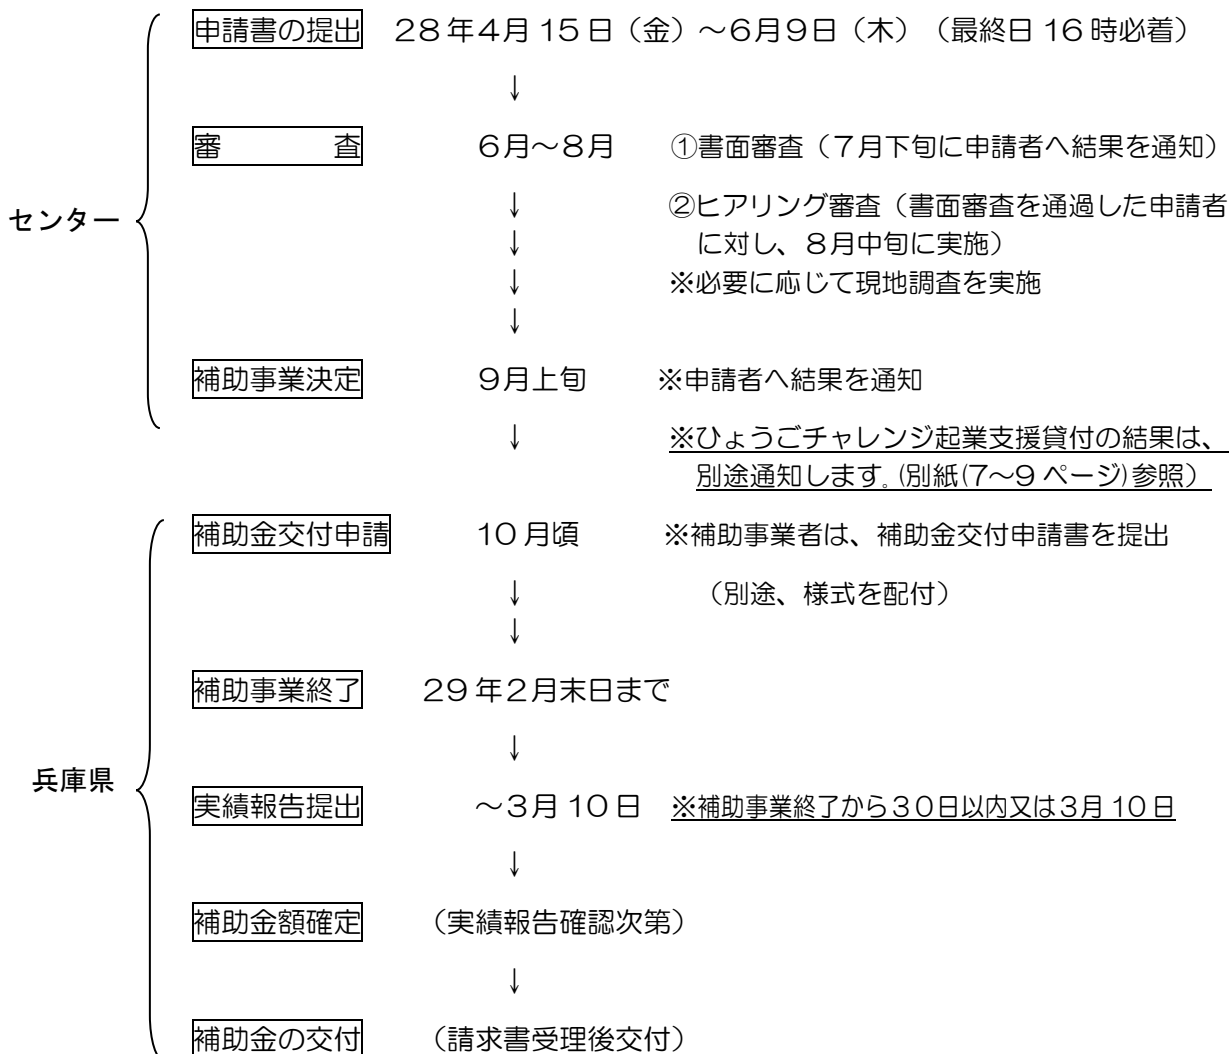 申請書の提出 28年4月15日（金）～6月9日（木）（最終日16時必着）
↓
審　　　　査 6月～8月 ①書面審査（7月下旬に申請者へ結果を通知）
センター
↓ ②ヒアリング審査（書面審査を通過した申請者
↓ に対し、8月中旬に実施）
↓ ※必要に応じて現地調査を実施
↓
補助事業決定 9月上旬 ※申請者へ結果を通知
↓ ※ひょうごチャレンジ起業支援貸付の結果は、
別途通知します。(別紙(7～9ページ)参照）
補助金交付申請 10月頃 ※補助事業者は、補助金交付申請書を提出
↓ （別途、様式を配付）
↓
補助事業終了 29年2月末日まで
↓
兵庫県
実績報告提出 ～3月10日 ※補助事業終了から30日以内又は3月10日
↓
補助金額確定 （実績報告確認次第）
↓
補助金の交付 （請求書受理後交付）